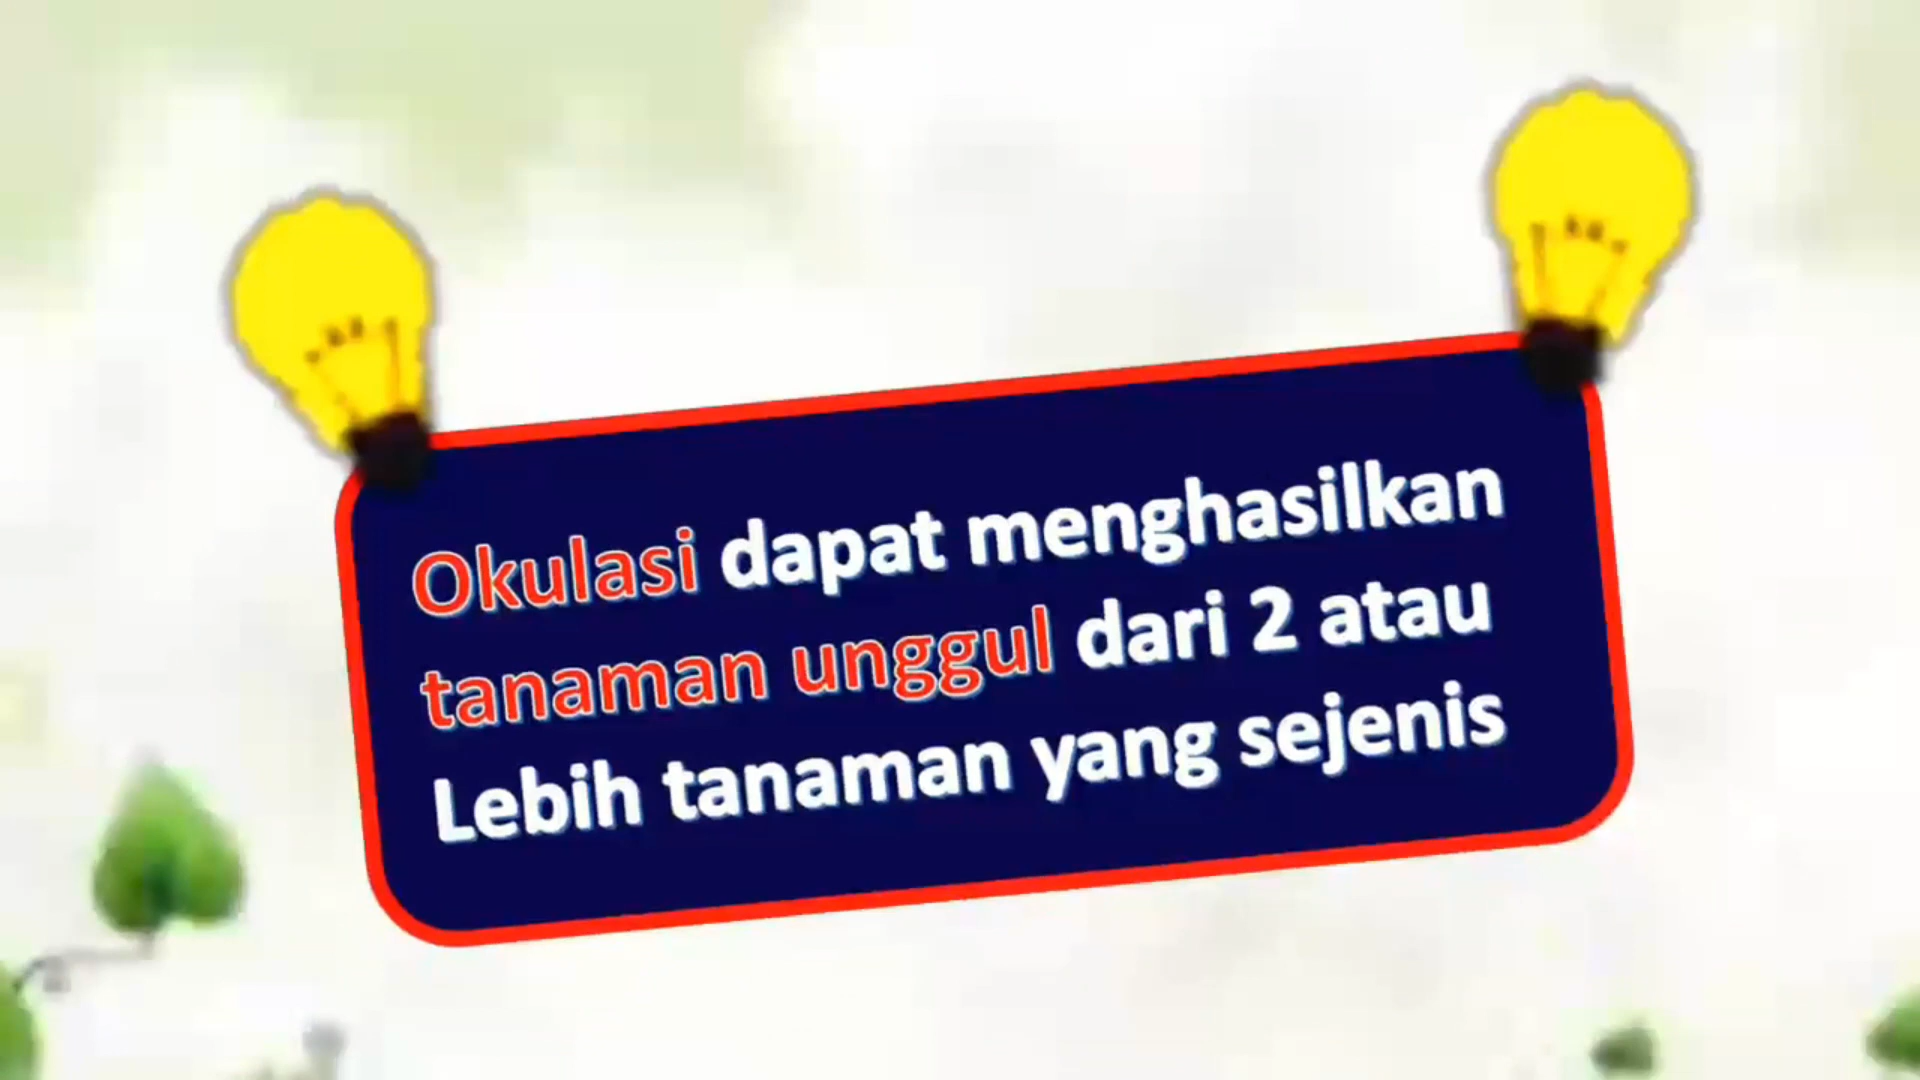 Okulasi dapat menghasilkan
tanaman unggul dari 2 atau
Lebih tanaman yang sejenis